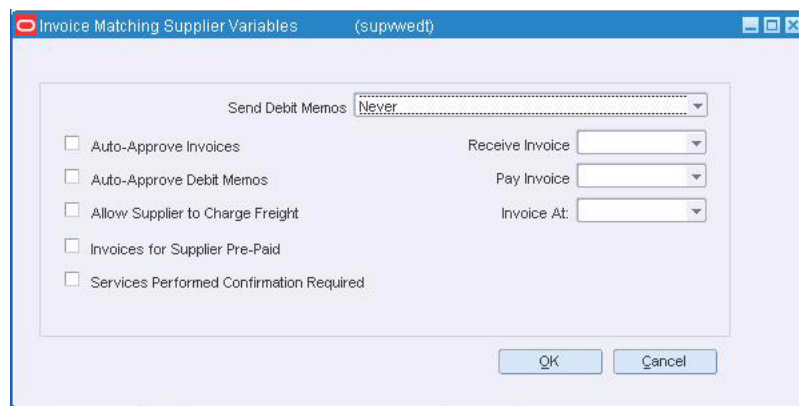 Invoice Matching Supplier Variables (supvwedt)
Send Debit Memos Never
Auto-Approve Invoices Receive Invoice
Auto-Approve Debit Memos Pay Invoice
Allow Supplier to Charge Freight Invoice At:
Invoices for Supplier Pre-Paid
Services Performed Confirmation Required
OK Cancel